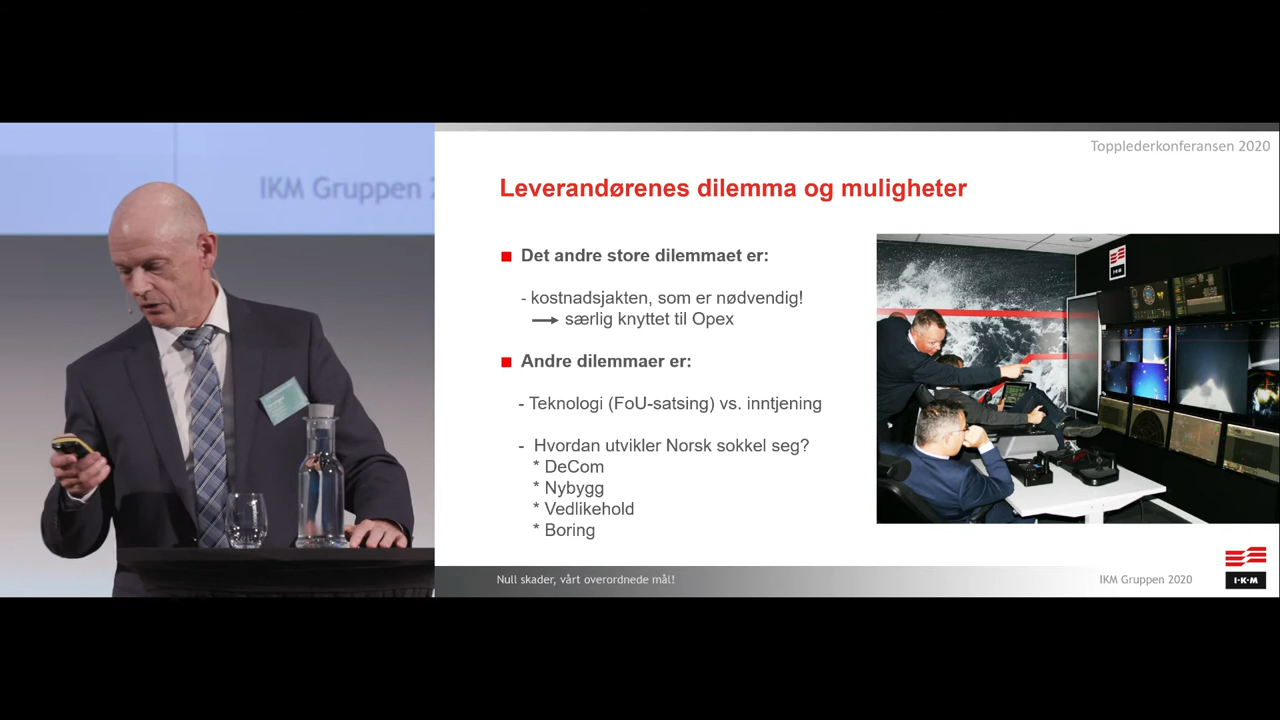 IKM Gruppen 2
Topplederkonferansen 2020
Leverandørenes dilemma og muligheter
Det andre store dilemmaet er:
- kostnadsjakten, som er nødvendig!
særlig knyttet til Opex
Andre dilemmaer er:
- Teknologi (FoU-satsing) vs. inntjening
- Hvordan utvikler Norsk sokkel seg?
* DeCom
* Nybygg
* Vedlikehold
* Boring
Null skader, vårt overordnede mål!
IKM Gruppen 2020
I·K·M